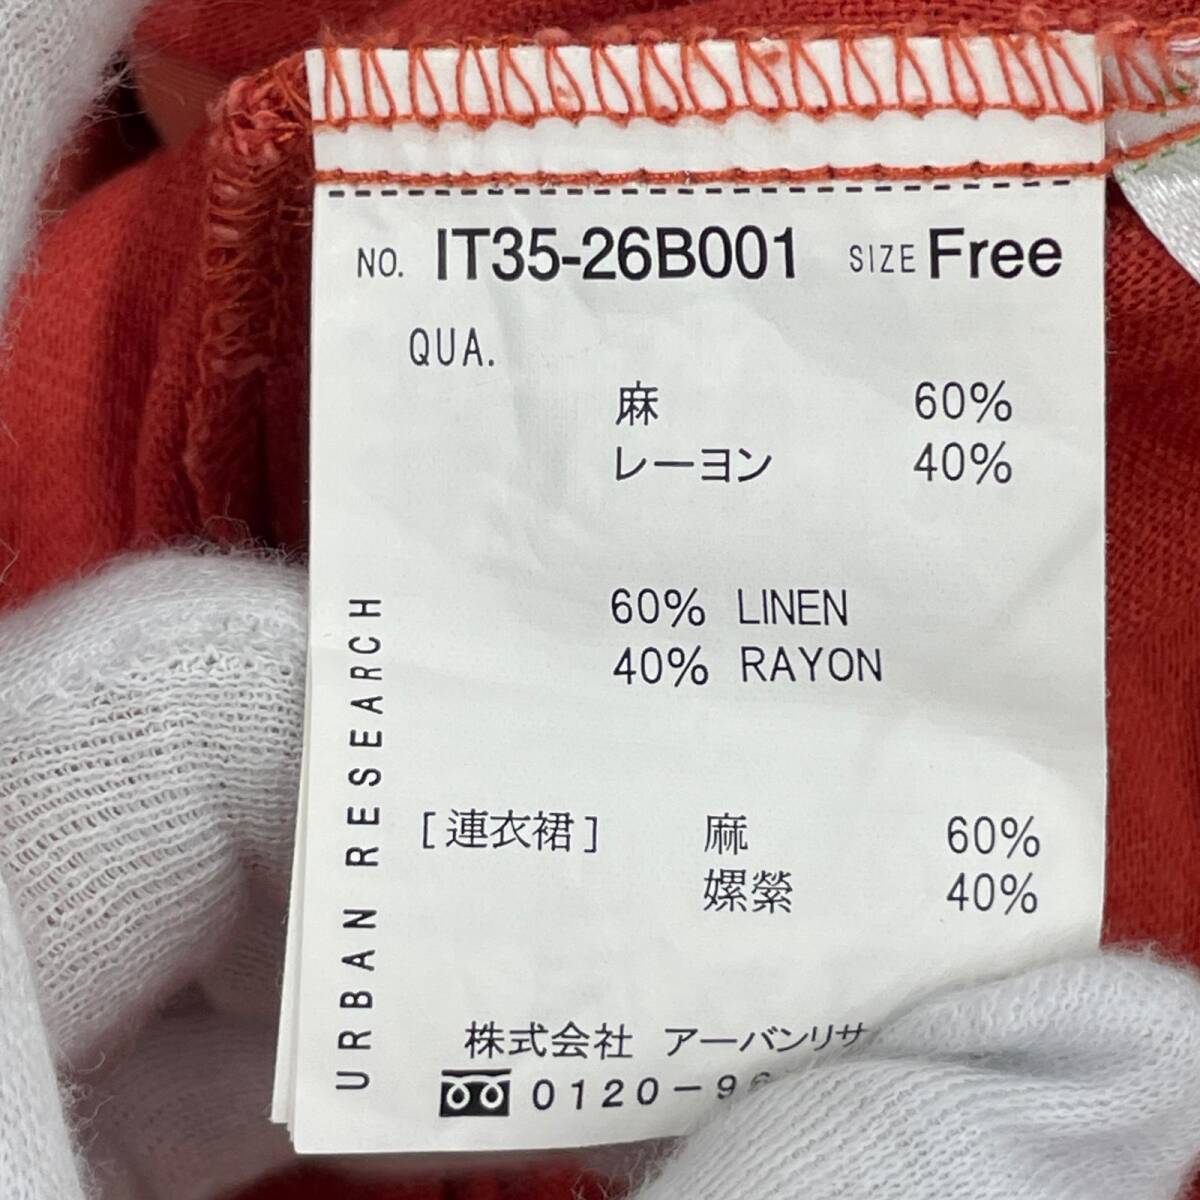 NO. IT35-26B001 SIZE Free
QUA.
麻 60%
レーヨン 40%
60% LINEN
40% RAYON
[連衣裙] 麻 60%
嫘縈 40%
株式会社 アーバンリサ
0120-96
URBAN RESEARCH